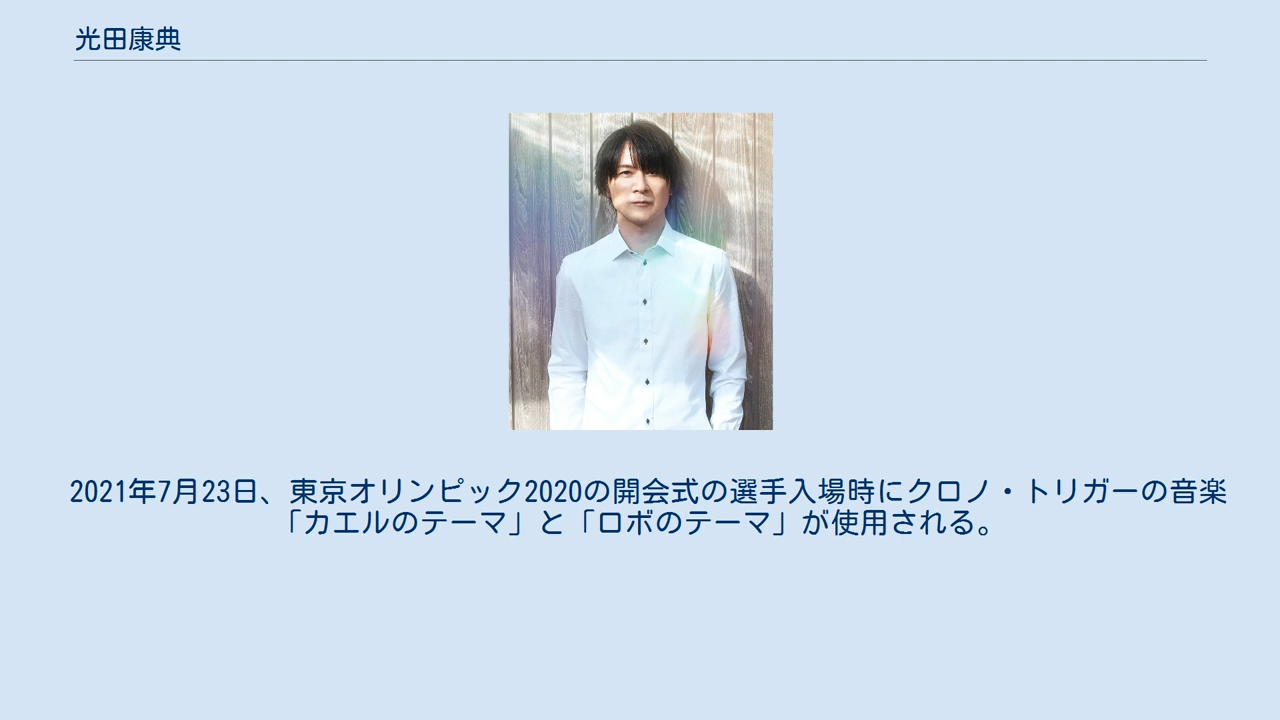 光田康典
2021年7月23日、東京オリンピック2020の開会式の選手入場時にクロノ・トリガーの音楽
「カエルのテーマ」と「ロボのテーマ」が使用される。